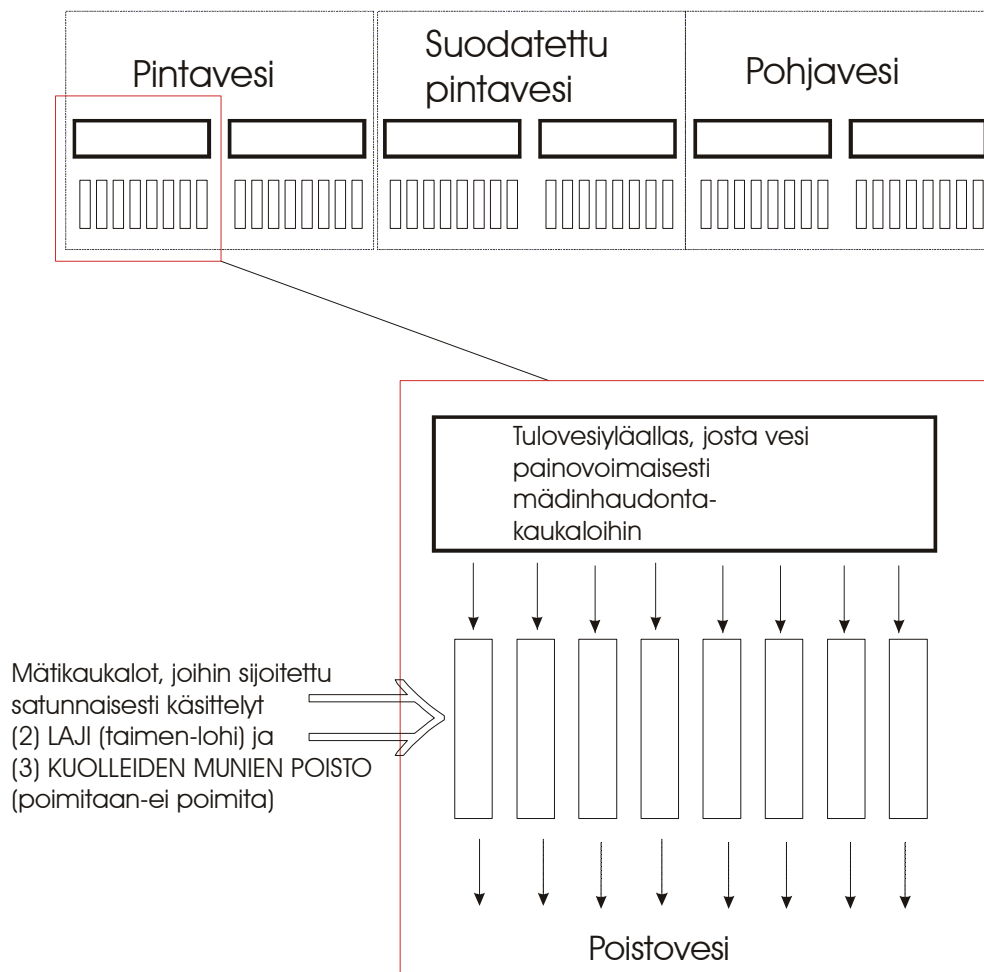 Pintavesi
Suodatettu
pintavesi
Pohjavesi
Tulovesiyläallas, josta vesi
painovoimaisesti
mädinhaudonta-
kaukaloihin
Mätikaukalot, joihin sijoitettu
satunnaisesti käsittelyt
(2) LAJI (taimen-lohi) ja
(3) KUOLLEIDEN MUNIEN POISTO
(poimitaan-ei poimita)
Poistovesi